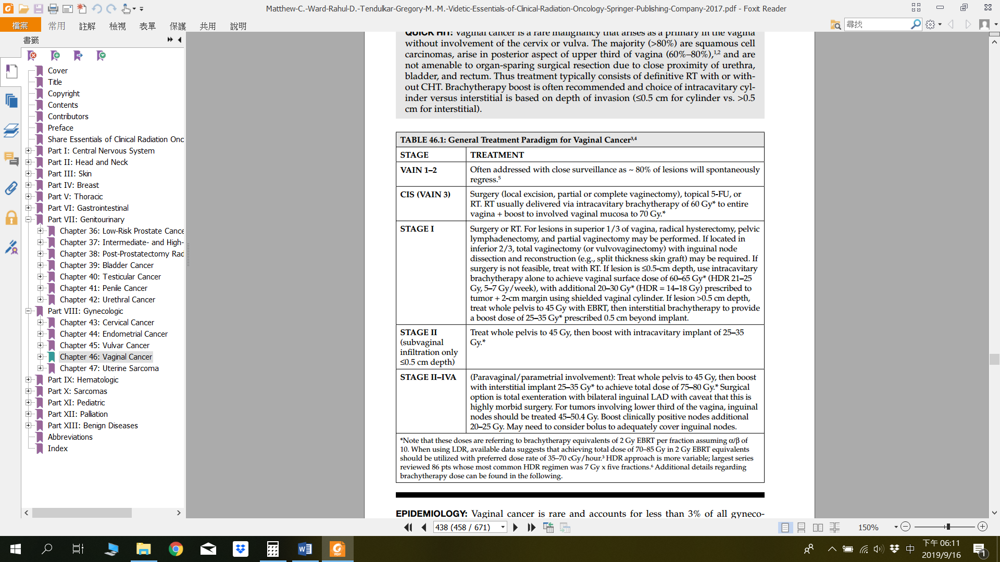 Matthew-C.-Ward-Rahul-D.-Tendulkar-Gregory-M.-M.-Videtic-Essentials-of-Clinical-Radiation-Oncology-Springer-Publishing-Company-2017.pdf - Foxit Reader
檔案 常用 註解 檢視 表單 保護 共用 說明
尋找
書籤
Cover
Title
Copyright
Contents
Contributors
Preface
Share Essentials of Clinical Radiation Onc
Part I: Central Nervous System
Part II: Head and Neck
Part III: Skin
Part IV: Breast
Part V: Thoracic
Part VI: Gastrointestinal
Part VII: Genitourinary
Chapter 36: Low-Risk Prostate Cance
Chapter 37: Intermediate- and High-
Chapter 38: Post-Prostatectomy Rad
Chapter 39: Bladder Cancer
Chapter 40: Testicular Cancer
Chapter 41: Penile Cancer
Chapter 42: Urethral Cancer
Part VIII: Gynecologic
Chapter 43: Cervical Cancer
Chapter 44: Endometrial Cancer
Chapter 45: Vulvar Cancer
Chapter 46: Vaginal Cancer
Chapter 47: Uterine Sarcoma
Part IX: Hematologic
Part X: Sarcomas
Part XI: Pediatric
Part XII: Palliation
Part XIII: Benign Diseases
Abbreviations
Index
QUICK HIT: Vaginal cancer is a rare malignancy that arises as a primary in the vagina
without involvement of the cervix or vulva. The majority (>80%) are squamous cell
carcinomas, arise in posterior aspect of upper third of vagina (60%–80%),1,2 and are
not amenable to organ-sparing surgical resection due to close proximity of urethra,
bladder, and rectum. Thus treatment typically consists of definitive RT with or with-
out CHT. Brachytherapy boost is often recommended and choice of intracavitary cyl-
inder versus interstitial is based on depth of invasion (≤0.5 cm for cylinder vs. >0.5
cm for interstitial).
TABLE 46.1: General Treatment Paradigm for Vaginal Cancer3,4
STAGE TREATMENT
VAIN 1–2
Often addressed with close surveillance as ~ 80% of lesions will spontaneously
regress.5
CIS (VAIN 3)
Surgery (local excision, partial or complete vaginectomy), topical 5-FU, or
RT. RT usually delivered via intracavitary brachytherapy of 60 Gy* to entire
vagina + boost to involved vaginal mucosa to 70 Gy.*
STAGE I
Surgery or RT. For lesions in superior 1/3 of vagina, radical hysterectomy, pelvic
lymphadenectomy, and partial vaginectomy may be performed. If located in
inferior 2/3, total vaginectomy (or vulvovaginectomy) with inguinal node
dissection and reconstruction (e.g., split thickness skin graft) may be required. If
surgery is not feasible, treat with RT. If lesion is ≤0.5-cm depth, use intracavitary
brachytherapy alone to achieve vaginal surface dose of 60–65 Gy* (HDR 21–25
Gy, 5–7 Gy/week), with additional 20–30 Gy* (HDR = 14–18 Gy) prescribed to
tumor + 2-cm margin using shielded vaginal cylinder. If lesion >0.5 cm depth,
treat whole pelvis to 45 Gy with EBRT, then interstitial brachytherapy to provide
a boost dose of 25–35 Gy* prescribed 0.5 cm beyond implant.
STAGE II
(subvaginal
infiltration only
≤0.5 cm depth)
Treat whole pelvis to 45 Gy, then boost with intracavitary implant of 25–35
Gy.*
STAGE II–IVA
(Paravaginal/parametrial involvement): Treat whole pelvis to 45 Gy, then boost
with interstitial implant 25–35 Gy* to achieve total dose of 75–80 Gy.* Surgical
option is total exenteration with bilateral inguinal LAD with caveat that this is
highly morbid surgery. For tumors involving lower third of the vagina, inguinal
nodes should be treated 45–50.4 Gy. Boost clinically positive nodes additional
20–25 Gy. May need to consider bolus to adequately cover inguinal nodes.
*Note that these doses are referring to brachytherapy equivalents of 2 Gy EBRT per fraction assuming α/β of
10. When using LDR, available data suggests that achieving total dose of 70–85 Gy in 2 Gy EBRT equivalents
should be utilized with preferred dose rate of 35–70 cGy/hour.3 HDR approach is more variable; largest series
reviewed 86 pts whose most common HDR regimen was 7 Gy x five fractions.6 Additional details regarding
brachytherapy dose can be found in the following.
EPIDEMIOLOGY: Vaginal cancer is rare and accounts for less than 3% of all gyneco-
438 (458 / 671)
150%
中
下午 06:11
2019/9/16
1